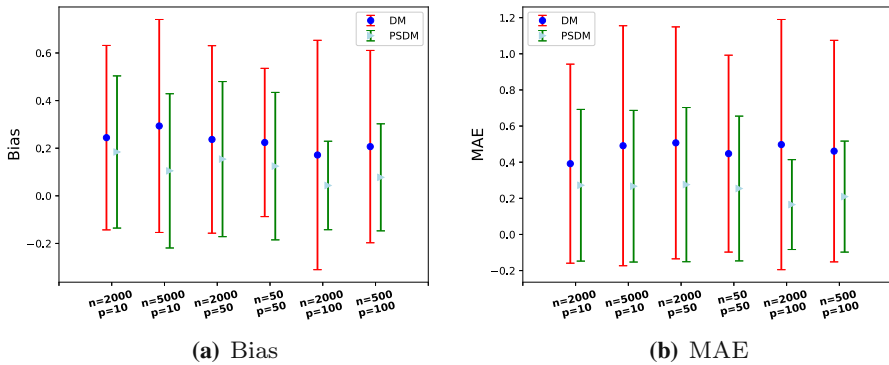 DM
PSDM
Bias
0.6
0.4
0.2
0.0
−0.2
n=2000 p=10
n=5000 p=10
n=2000 p=50
n=50 p=50
n=2000 p=100
n=500 p=100
(a) Bias
DM
PSDM
MAE
1.2
1.0
0.8
0.6
0.4
0.2
0.0
−0.2
n=2000 p=10
n=5000 p=10
n=2000 p=50
n=50 p=50
n=2000 p=100
n=500 p=100
(b) MAE